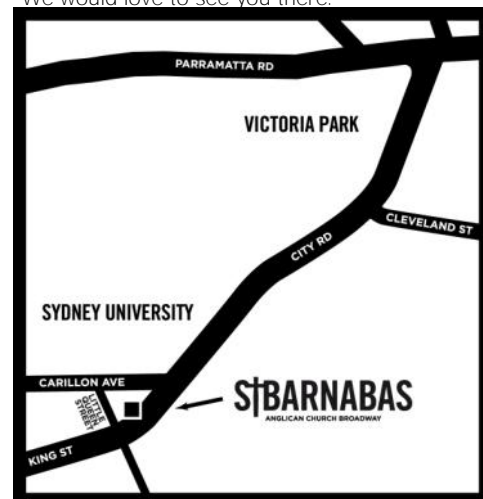 We would love to see you there.
PARRAMATTA RD
VICTORIA PARK
CLEVELAND ST
CITY RD
SYDNEY UNIVERSITY
CARILLON AVE
LITTLE
QUEEN
STREET
ST BARNABAS
ANGLICAN CHURCH BROADWAY
KING ST